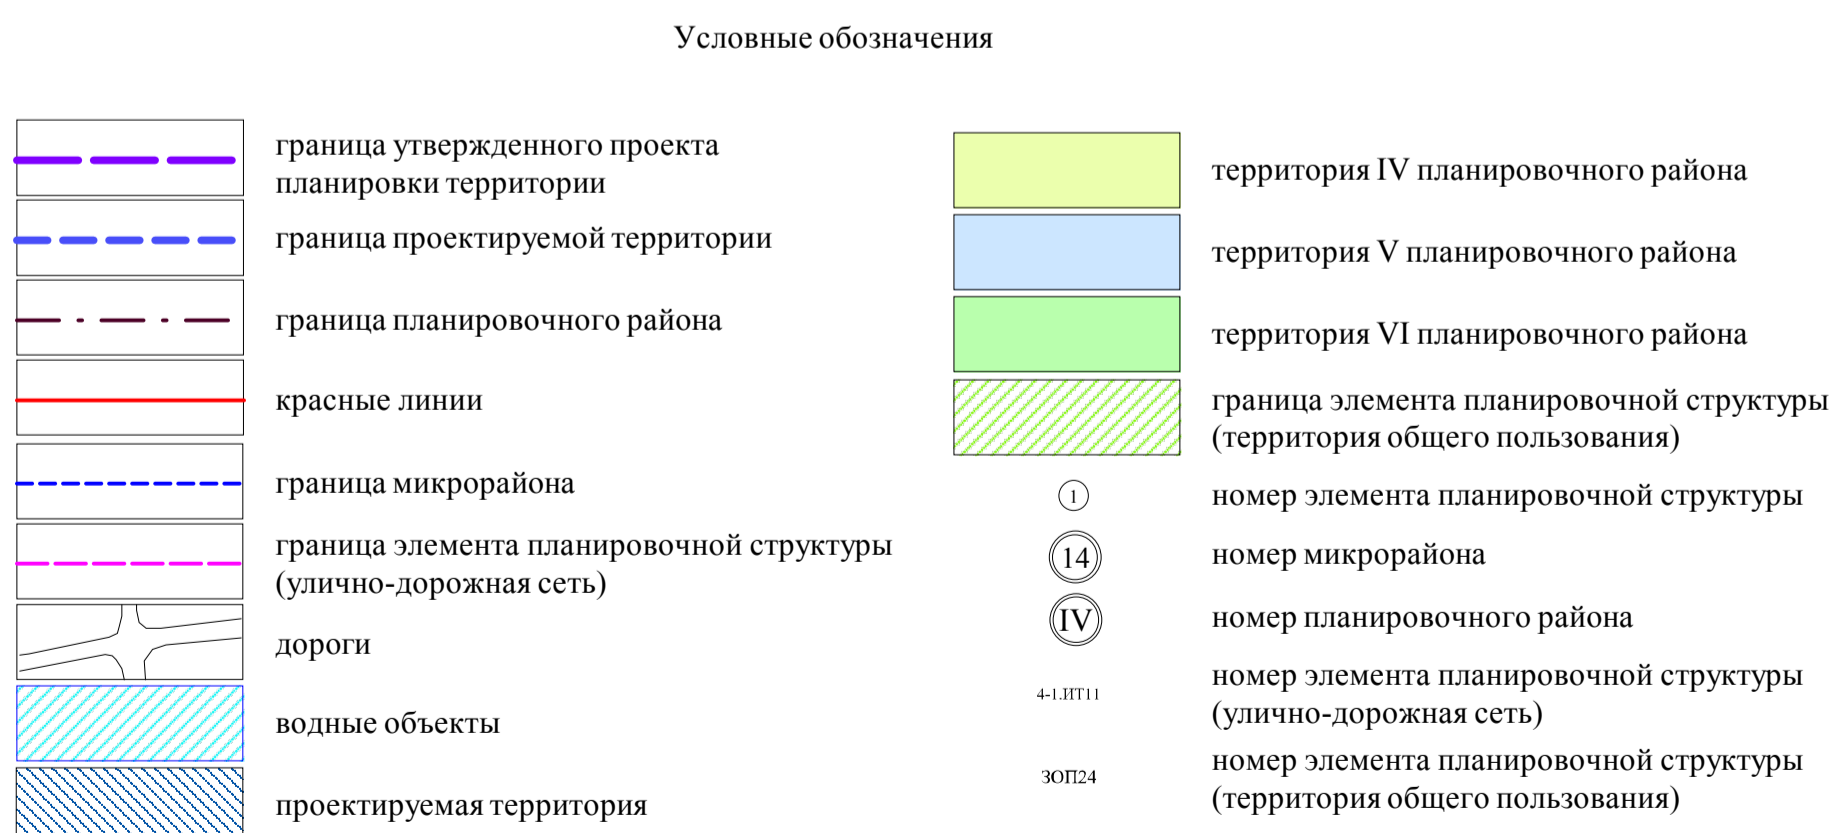 Условные обозначения
граница утвержденного проекта
планировки территории
граница проектируемой территории
граница планировочного района
красные линии
граница микрорайона
граница элемента планировочной структуры
(улично-дорожная сеть)
дороги
водные объекты
проектируемая территория
территория IV планировочного района
территория V планировочного района
территория VI планировочного района
граница элемента планировочной структуры
(территория общего пользования)
1 номер элемента планировочной структуры
14 номер микрорайона
IV номер планировочного района
4-1.ИТ11 номер элемента планировочной структуры
(улично-дорожная сеть)
ЗОП24 номер элемента планировочной структуры
(территория общего пользования)